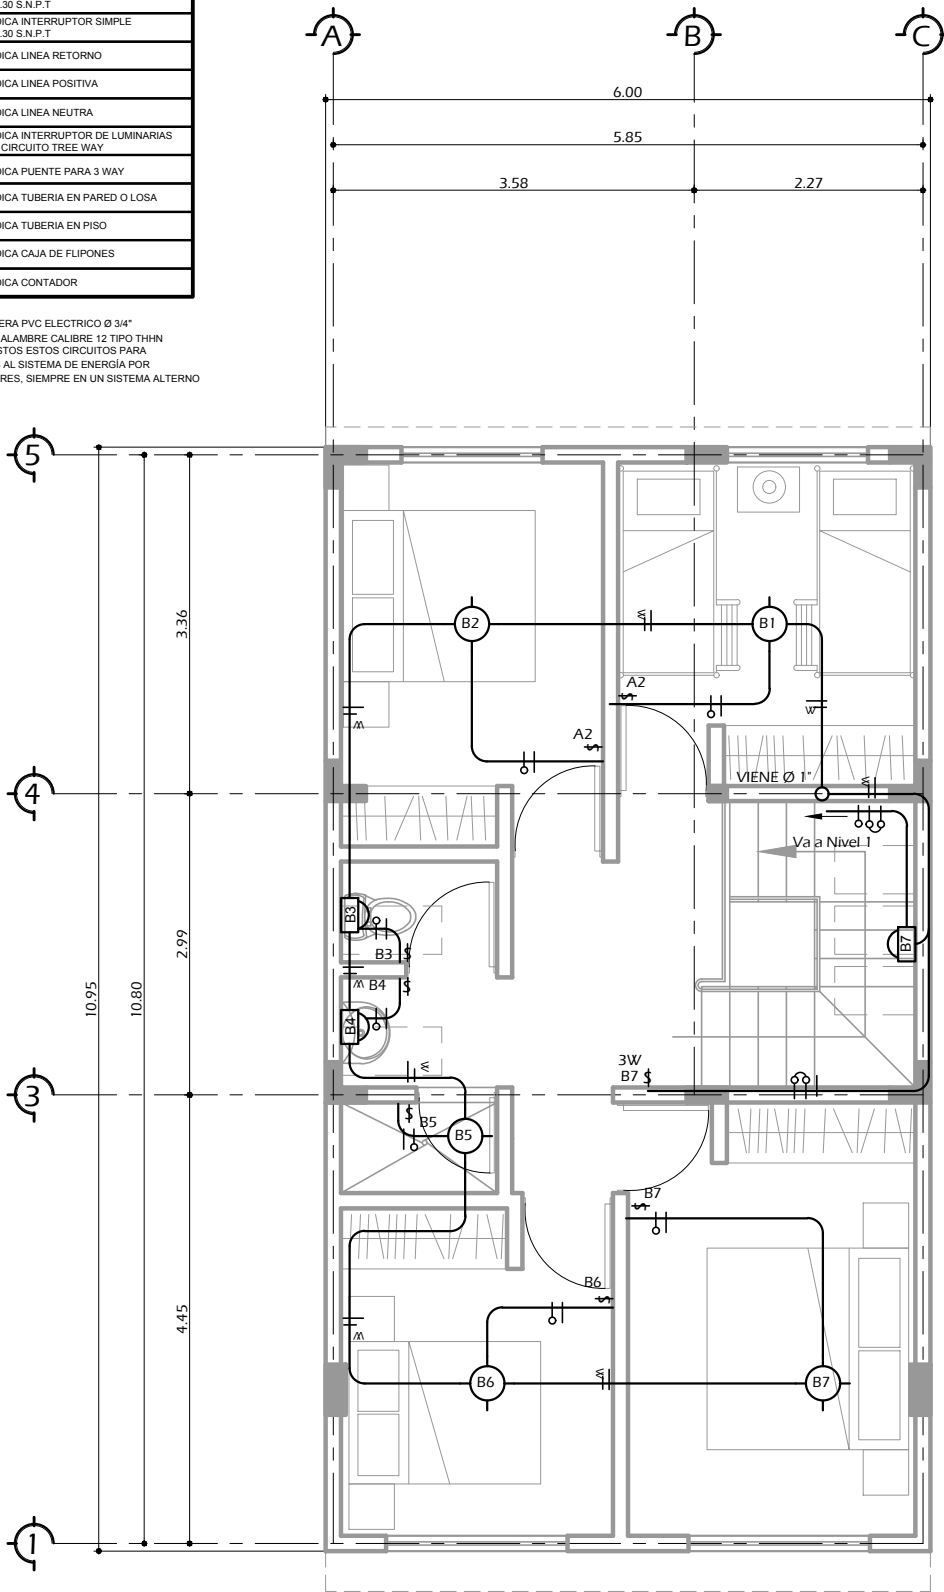 .30 S.N.P.T
DICA INTERRUPTOR SIMPLE
.30 S.N.P.T
DICA LINEA RETORNO
DICA LINEA POSITIVA
DICA LINEA NEUTRA
DICA INTERRUPTOR DE LUMINARIAS
CIRCUITO TREE WAY
DICA PUENTE PARA 3 WAY
DICA TUBERIA EN PARED O LOSA
DICA TUBERIA EN PISO
DICA CAJA DE FLIPONES
DICA CONTADOR
ERA PVC ELECTRICO Ø 3/4"
ALAMBRE CALIBRE 12 TIPO THHN
STOS ESTOS CIRCUITOS PARA
AL SISTEMA DE ENERGÍA POR
RES, SIEMPRE EN UN SISTEMA ALTERNO
A
B
C
6.00
5.85
3.58
2.27
5
3.36
B2
W
B1
A2
A2
W
W
4
VIENE Ø 1"
W
Va a Nivel 1
B3
B3
2.99
10.95
10.80
W
B4
B4
B7
W
3W
B7 $
3
$
B5
B5
B7
B6
4.45
W
B6
W
B7
1